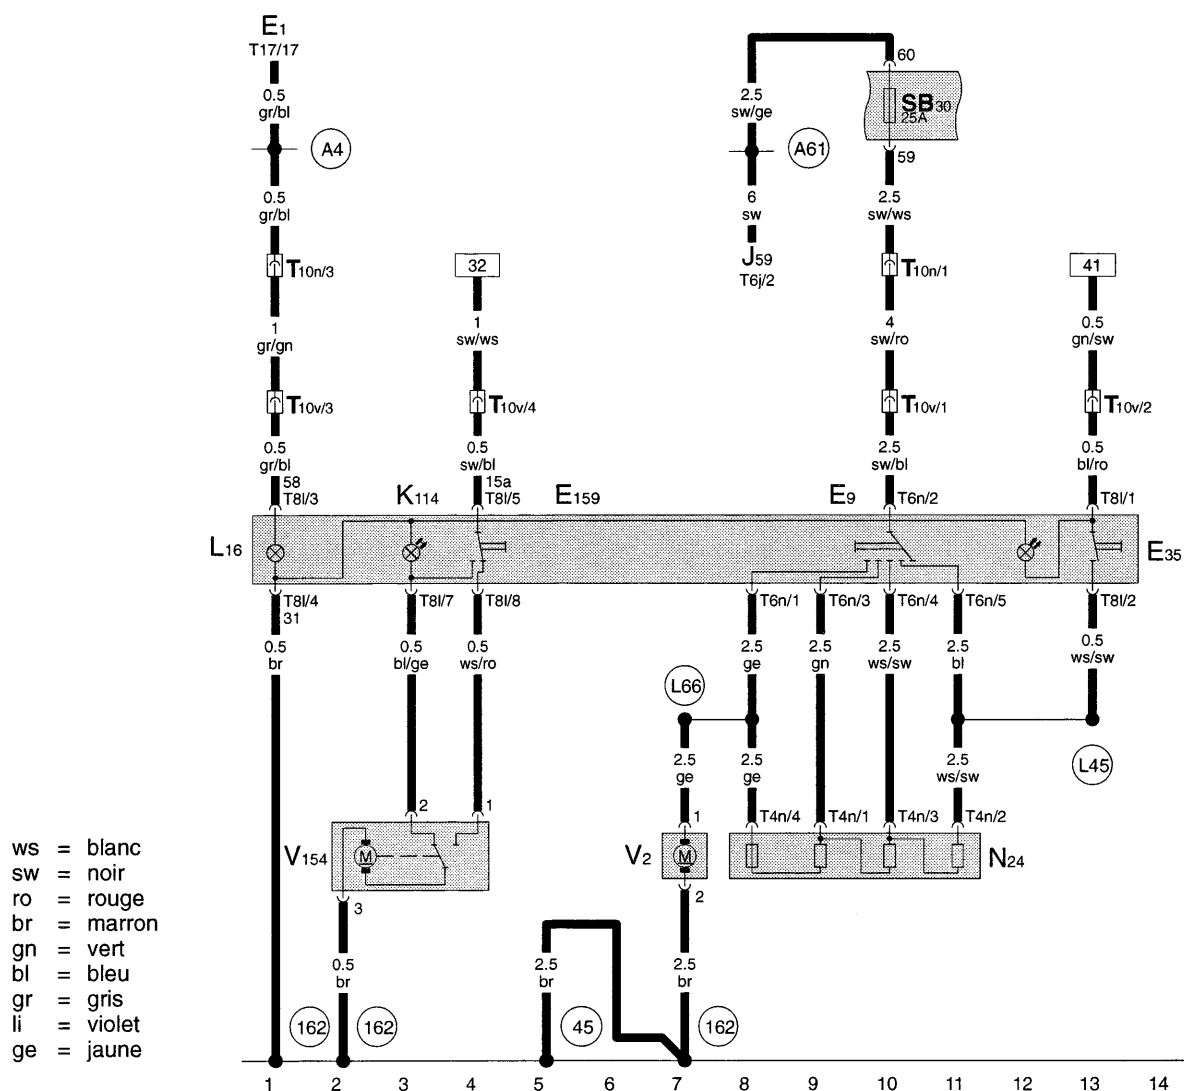 E1
T17/17
60
0.5
gr/bl
2.5
sw/ge
SB30
25A
A4
A61
59
0.5
gr/bl
6
sw
2.5
sw/ws
J59
T6j/2
T10n/3
32
T10n/1
41
1
gr/gn
1
sw/ws
4
sw/ro
0.5
gn/sw
T10v/3
T10v/4
T10v/1
T10v/2
0.5
gr/bl
0.5
sw/bl
2.5
sw/bl
0.5
bl/ro
58
T8l/3
K114
15a
T8l/5
E159
E9
T6n/2
T8l/1
L16
E35
T8l/4
31
T8l/7
T8l/8
T6n/1
T6n/3
T6n/4
T6n/5
T8l/2
0.5
br
0.5
bl/ge
0.5
ws/ro
2.5
ge
2.5
gn
2.5
ws/sw
2.5
bl
0.5
ws/sw
L66
L45
2.5
ge
2.5
ge
2.5
ws/sw
2
1
1
T4n/4
T4n/1
T4n/3
T4n/2
V154
M
V2
M
N24
3
2
0.5
br
2.5
br
2.5
br
162
162
45
162
1 2 3 4 5 6 7 8 9 10 11 12 13 14
ws = blanc
sw = noir
ro = rouge
br = marron
gn = vert
bl = bleu
gr = gris
li = violet
ge = jaune